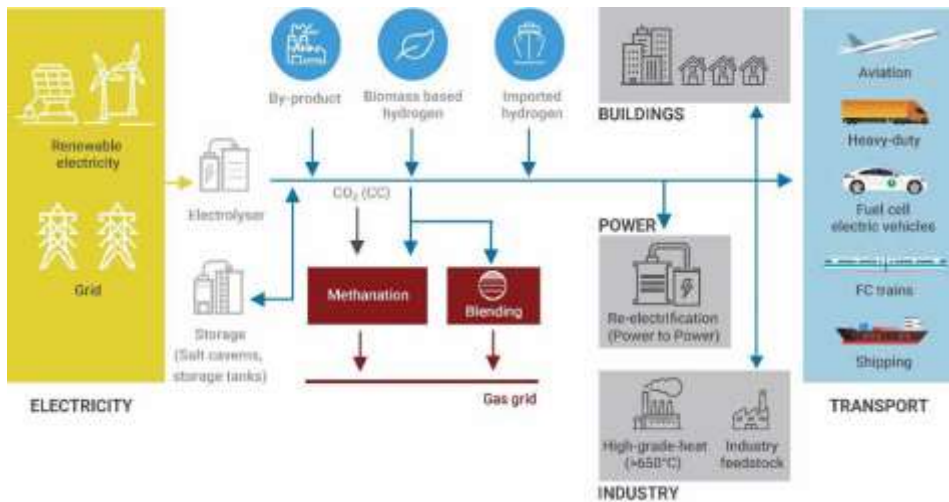 Renewable
electricity
Grid
ELECTRICITY
Electrolyser
Storage
(Salt caverns,
storage tanks)
By-product
Biomass based
hydrogen
Imported
hydrogen
CO₂ (CC)
Methanation
Blending
Gas grid
BUILDINGS
POWER
Re-electrification
(Power to Power)
High-grade-heat
(>650°C)
Industry
feedstock
INDUSTRY
Aviation
Heavy-duty
Fuel cell
electric vehicles
FC trains
Shipping
TRANSPORT